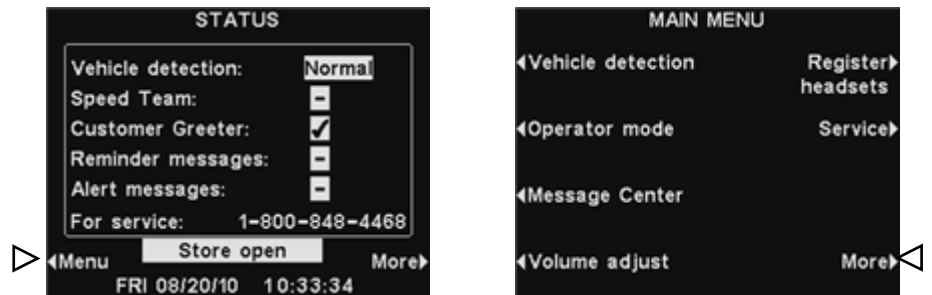 STATUS
Vehicle detection: Normal
Speed Team: -
Customer Greeter: ✓
Reminder messages: -
Alert messages: -
For service: 1-800-848-4468
Store open
Menu More
FRI 08/20/10 10:33:34
MAIN MENU
Vehicle detection Register
headsets
Operator mode Service
Message Center
Volume adjust More